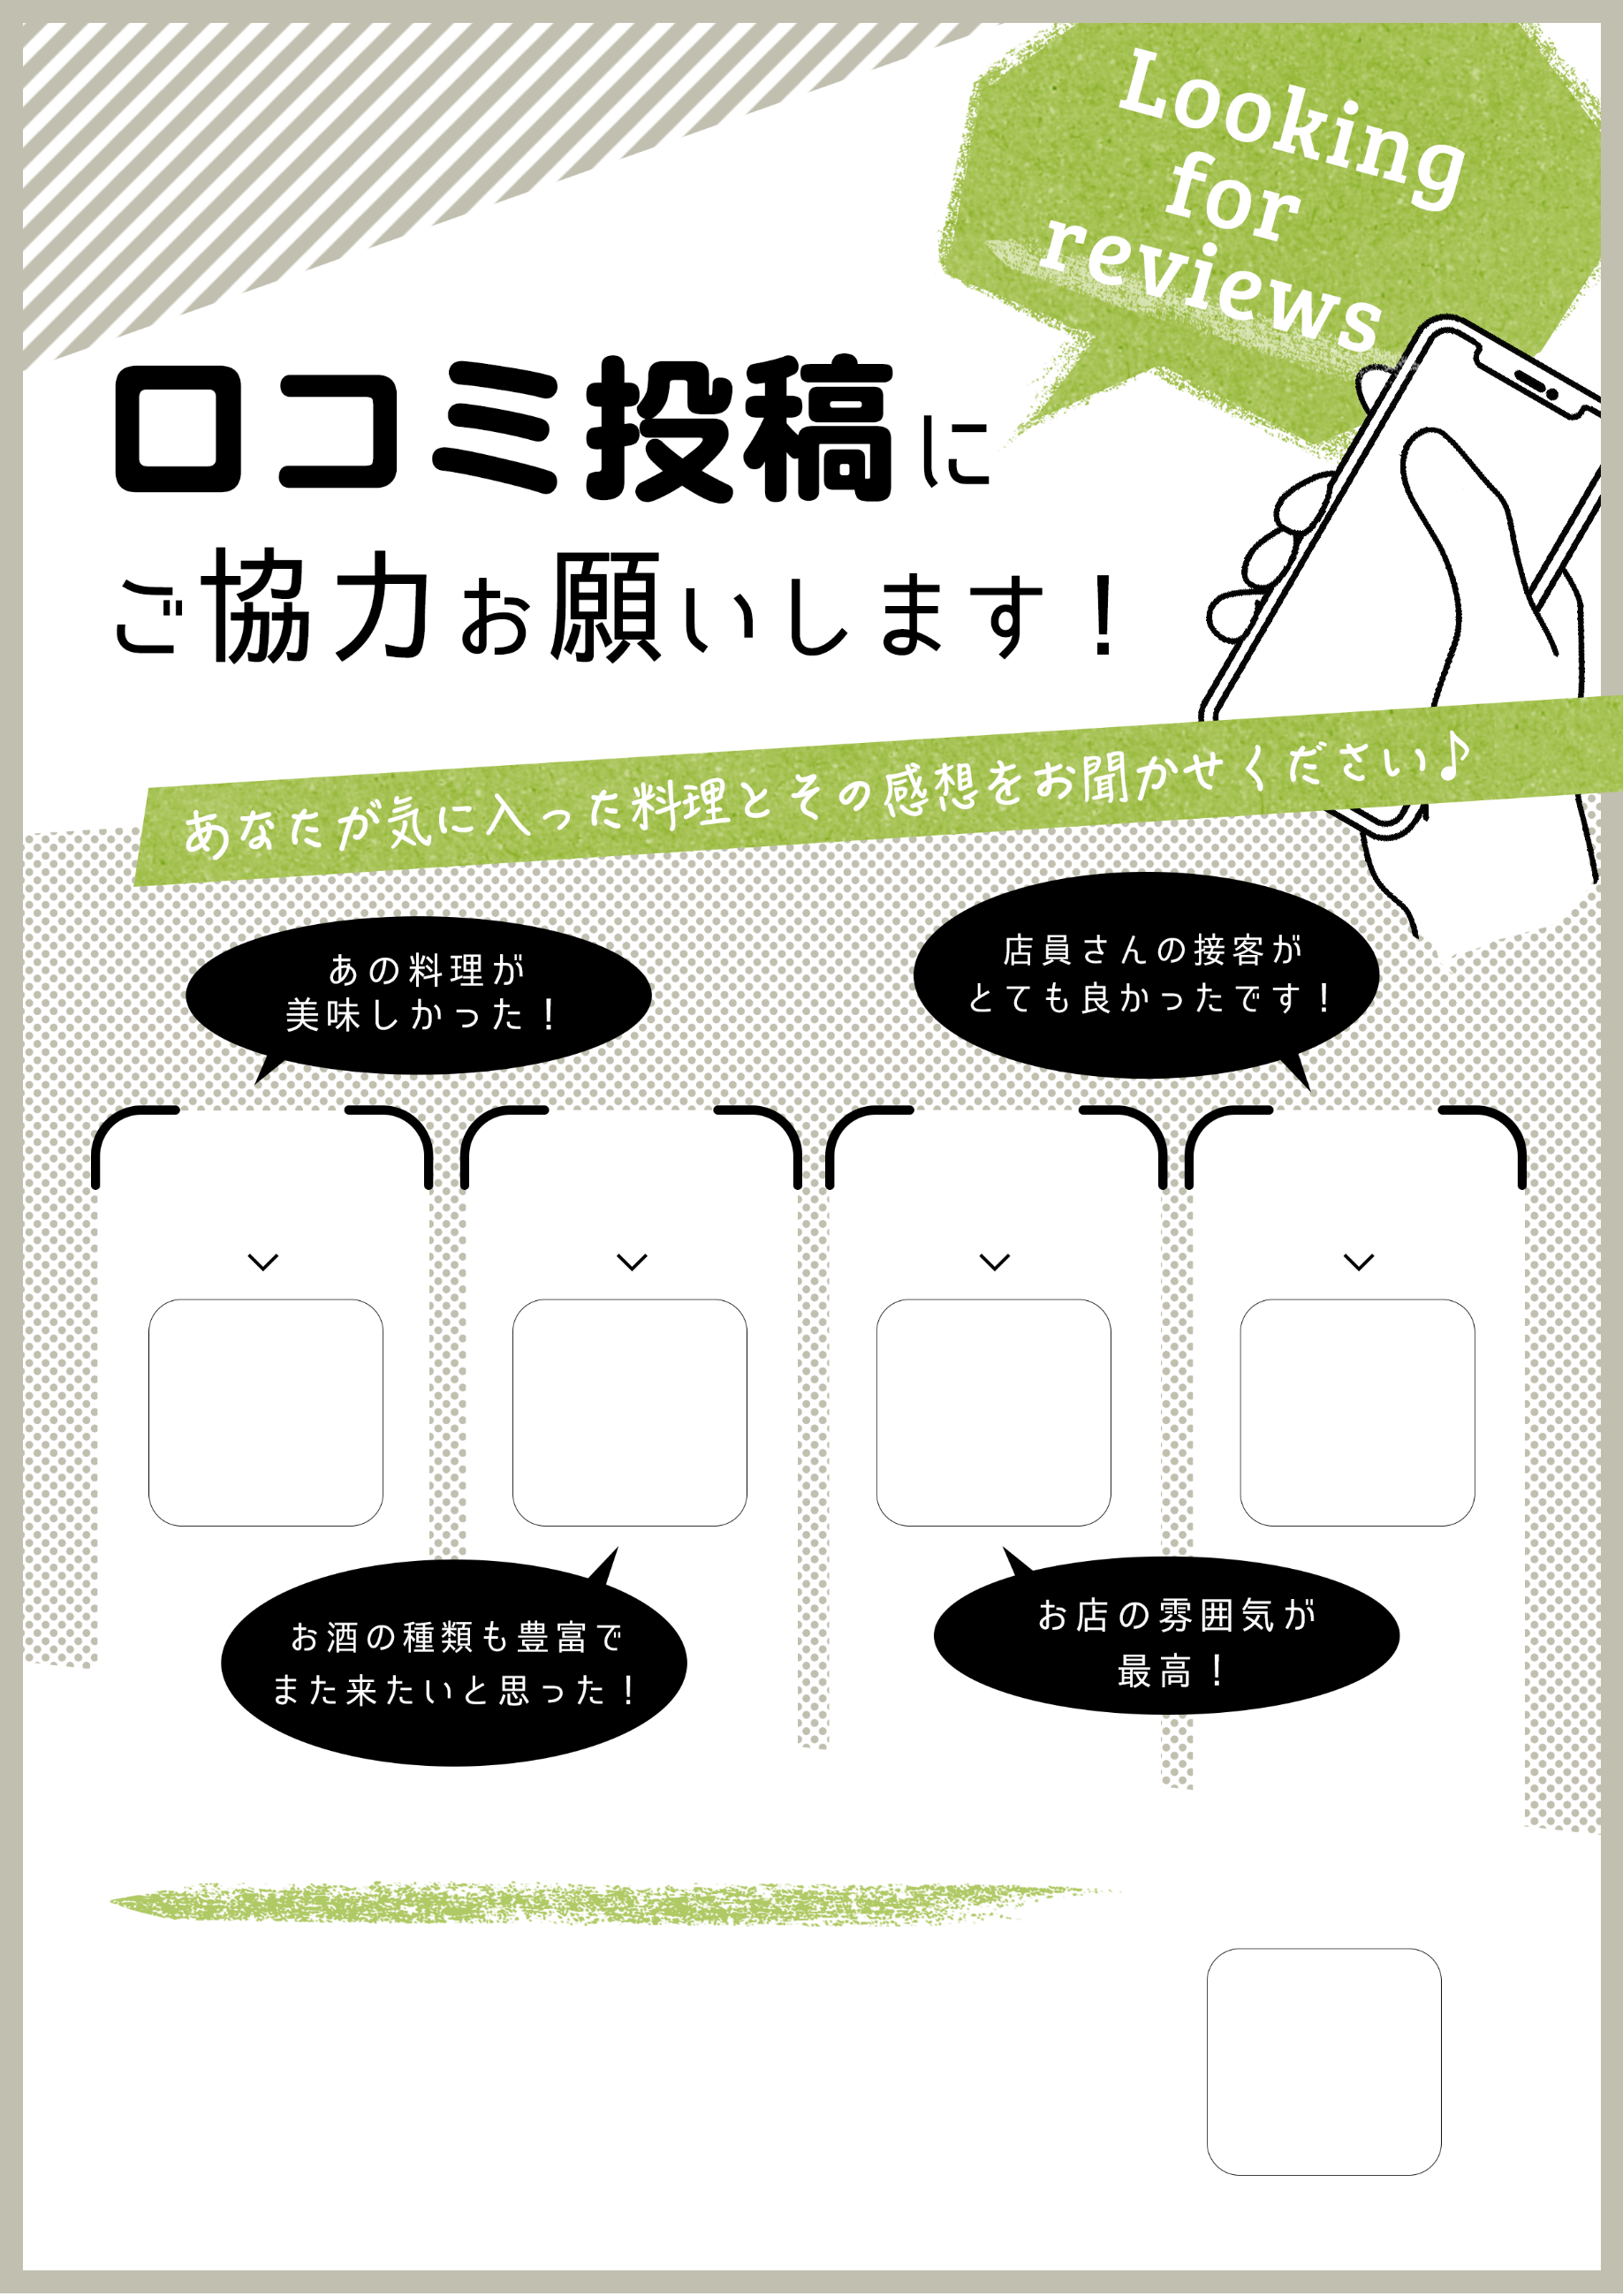 Looking
for
reviews
口コミ投稿に
ご協力お願いします！
あなたが気に入った料理とその感想をお聞かせください♪
あの料理が
美味しかった！
店員さんの接客が
とても良かったです！
お酒の種類も豊富で
また来たいと思った！
お店の雰囲気が
最高！